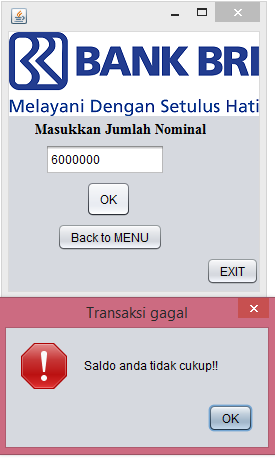 BANK BRI
Melayani Dengan Setulus Hati
Masukkan Jumlah Nominal
6000000
OK
Back to MENU
EXIT
Transaksi gagal
Saldo anda tidak cukup!!
OK